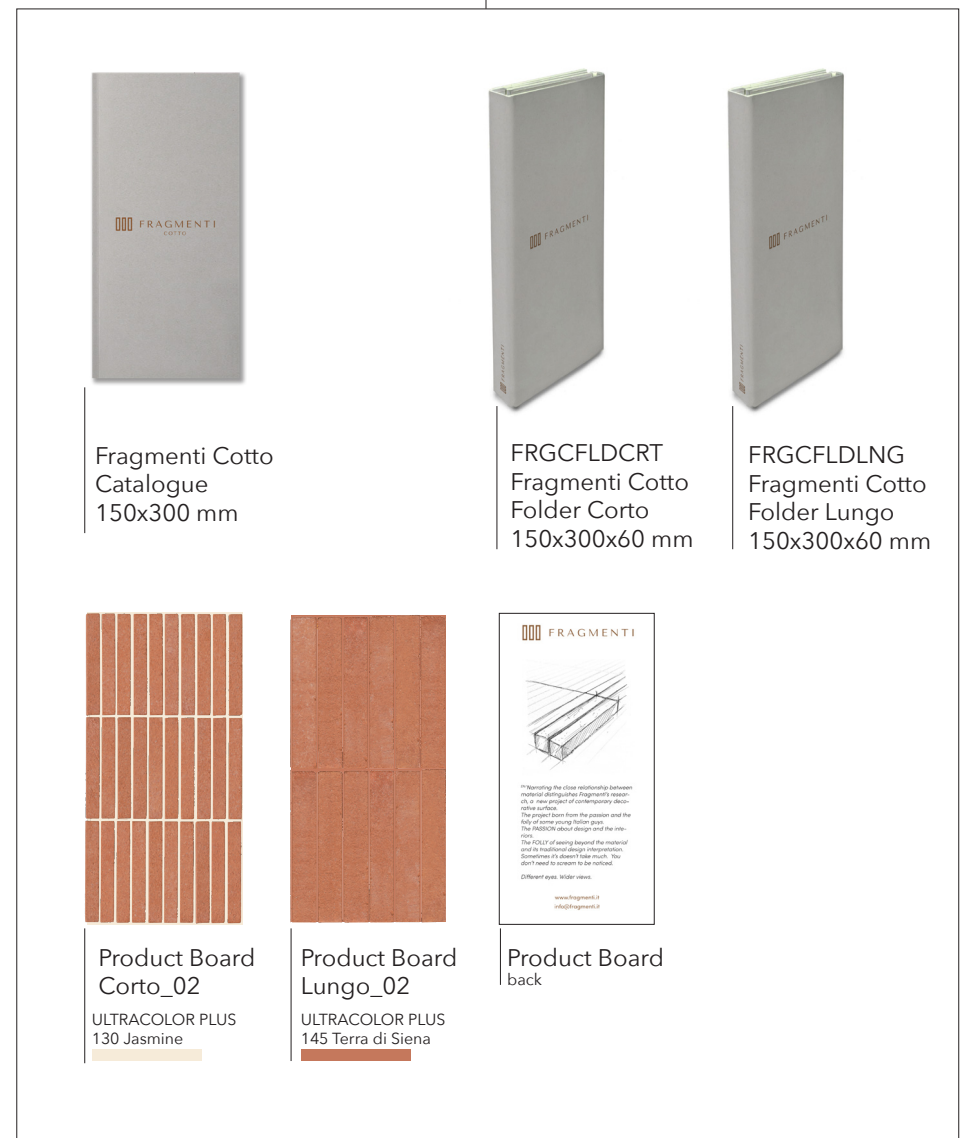 FRAGMENTI
COTTO
FRAGMENTI
FRAGMENTI
FRAGMENTI
FRAGMENTI
Fragmenti Cotto
Catalogue
150x300 mm
FRGCFLDCRT
Fragmenti Cotto
Folder Corto
150x300x60 mm
FRGCFLDLNG
Fragmenti Cotto
Folder Lungo
150x300x60 mm
FRAGMENTI
"Narrating the close relationship between
material distinguishes Fragmenti's resear-
ch, a new project of contemporary deco-
rative surface.
The project born from the passion and the
folly of some young Italian guys.
The PASSION about design and the inte-
riors.
The FOLLY of seeing beyond the material
and its traditional design interpretation.
Sometimes it's doesn't take much. You
don't need to scream to be noticed.
Different eyes. Wider views.
www.fragmenti.it
info@fragmenti.it
Product Board
Corto_02
ULTRACOLOR PLUS
130 Jasmine
Product Board
Lungo_02
ULTRACOLOR PLUS
145 Terra di Siena
Product Board
back